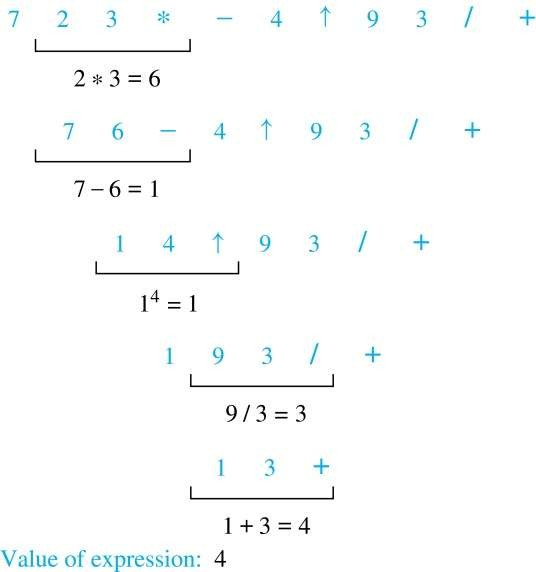 7 2 3 * − 4 ↑ 9 3 / +
2 * 3 = 6
7 6 − 4 ↑ 9 3 / +
7 − 6 = 1
1 4 ↑ 9 3 / +
1⁴ = 1
1 9 3 / +
9 / 3 = 3
1 3 +
1 + 3 = 4
Value of expression: 4